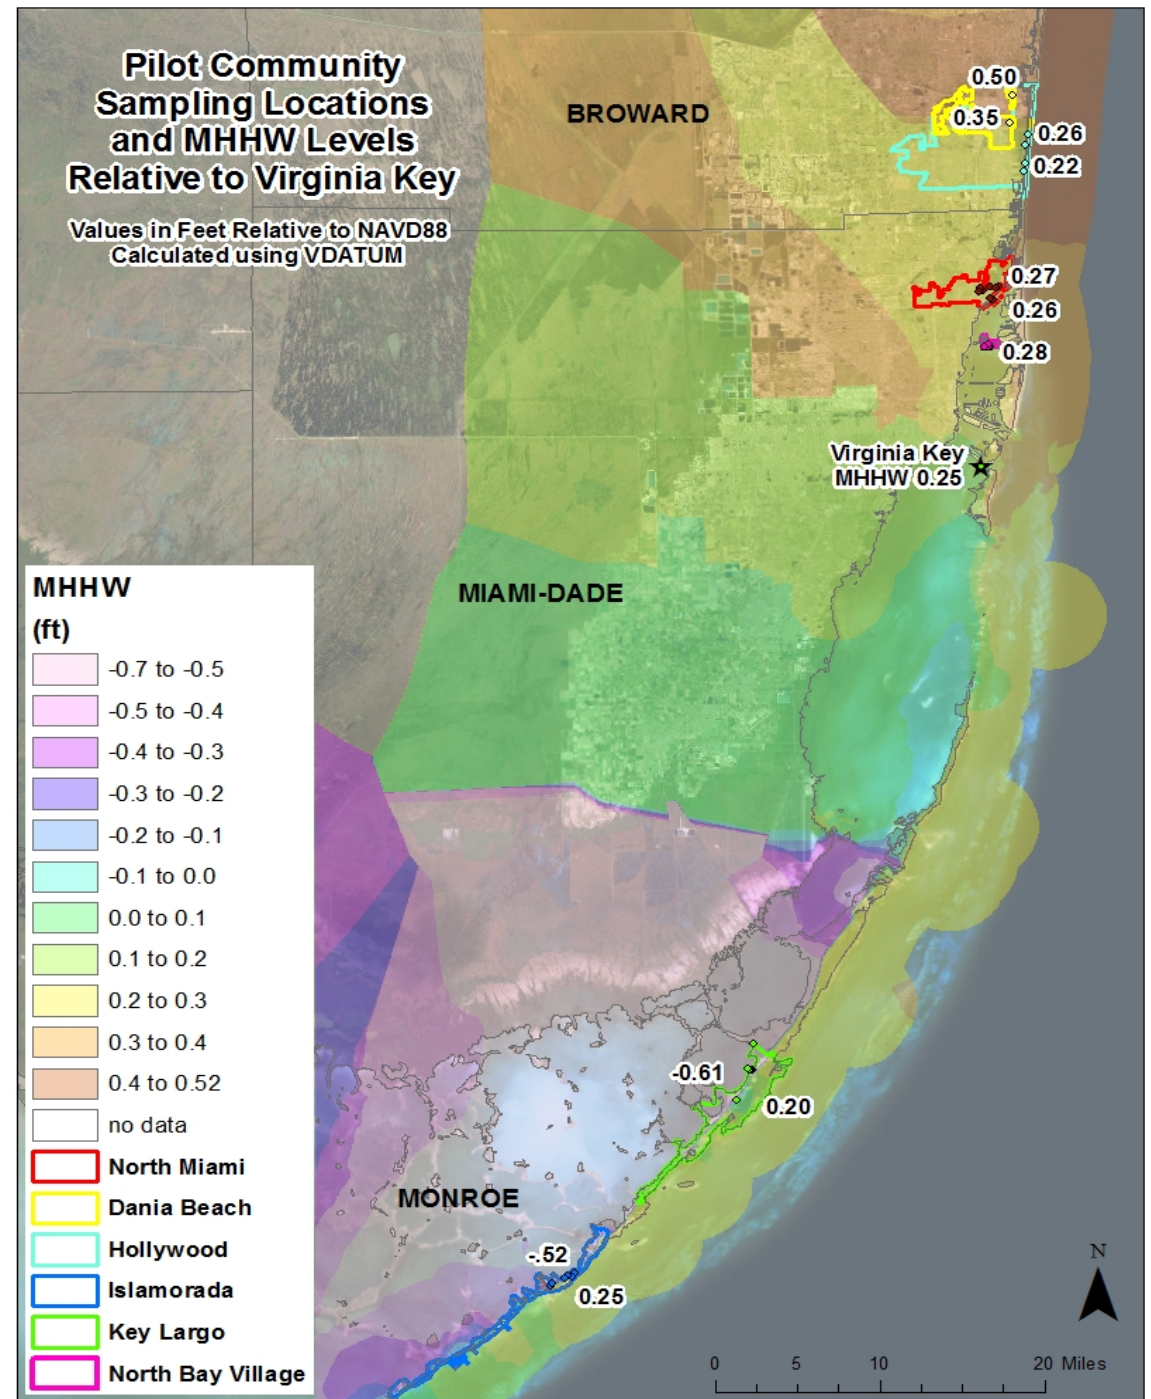 Pilot Community
Sampling Locations
and MHHW Levels
Relative to Virginia Key
Values in Feet Relative to NAVD88
Calculated using VDATUM
BROWARD
0.50
0.35
0.26
0.22
0.27
0.26
0.28
Virginia Key
MHHW 0.25
MIAMI-DADE
MHHW
(ft)
-0.7 to -0.5
-0.5 to -0.4
-0.4 to -0.3
-0.3 to -0.2
-0.2 to -0.1
-0.1 to 0.0
0.0 to 0.1
0.1 to 0.2
0.2 to 0.3
0.3 to 0.4
0.4 to 0.52
no data
North Miami
Dania Beach
Hollywood
Islamorada
Key Largo
North Bay Village
-0.61
0.20
MONROE
-.52
0.25
N
0 5 10 20 Miles